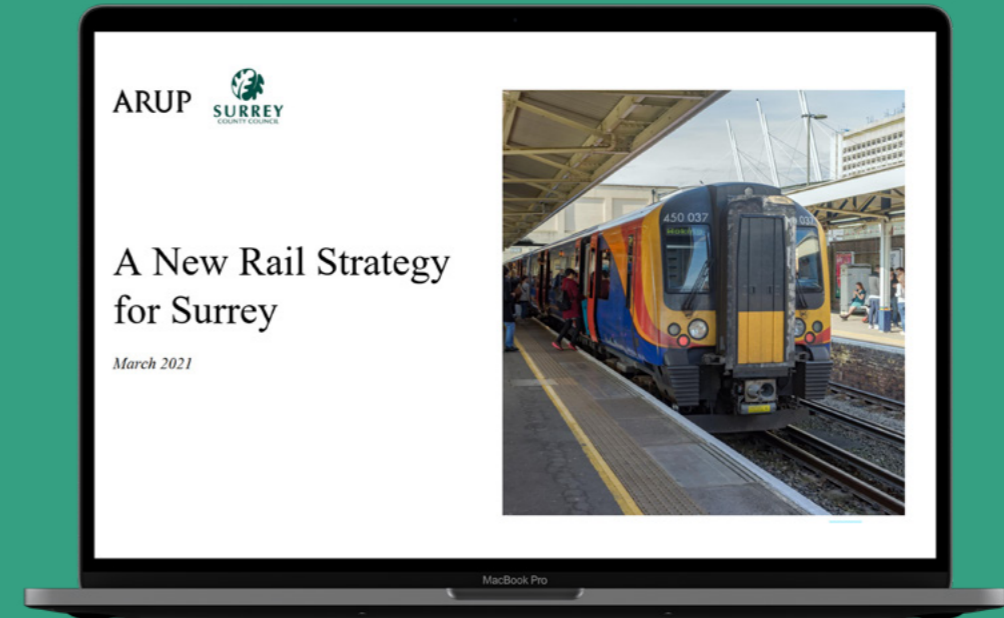 ARUP
SURREY
COUNTY COUNCIL
A New Rail Strategy
for Surrey
March 2021
450 037
MacBook Pro